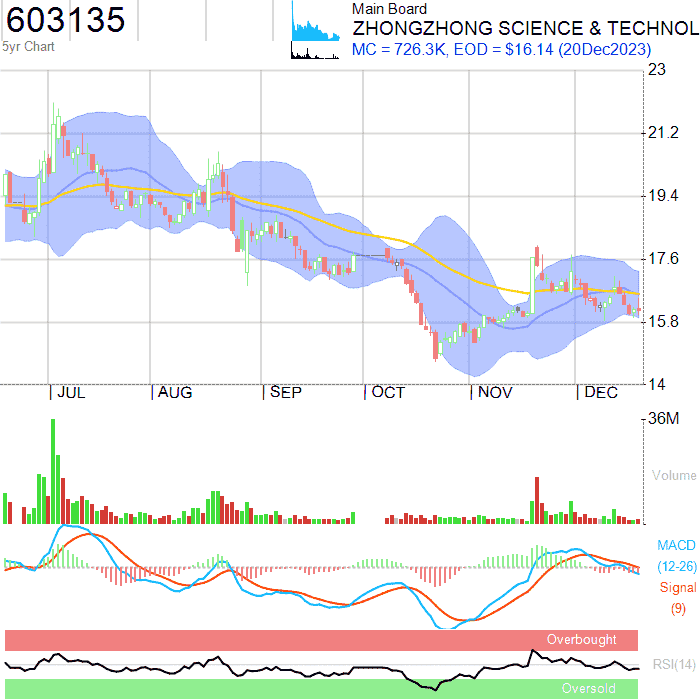 603135
5yr Chart
Main Board
ZHONGZHONG SCIENCE & TECHNOL
MC = 726.3K, EOD = $16.14 (20Dec2023)
23
21.2
19.4
17.6
15.8
14
JUL AUG SEP OCT NOV DEC
36M
Volume
MACD
(12-26)
Signal
(9)
Overbought
RSI(14)
Oversold